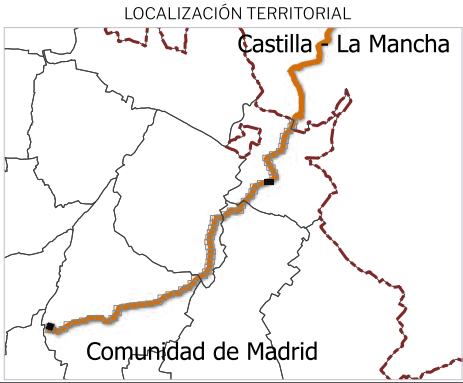 LOCALIZACIÓN TERRITORIAL
Castilla - La Mancha
Comunidad de Madrid